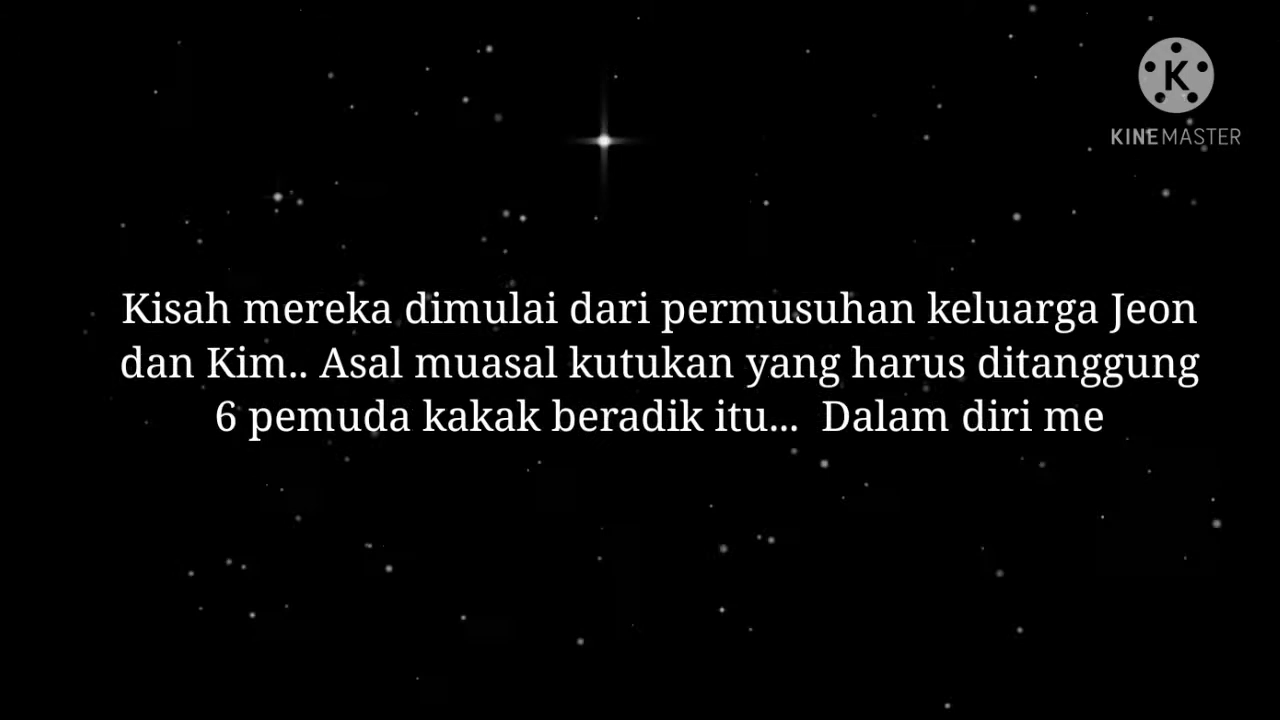 K
KINEMASTER
Kisah mereka dimulai dari permusuhan keluarga Jeon
dan Kim.. Asal muasal kutukan yang harus ditanggung
6 pemuda kakak beradik itu...  Dalam diri me